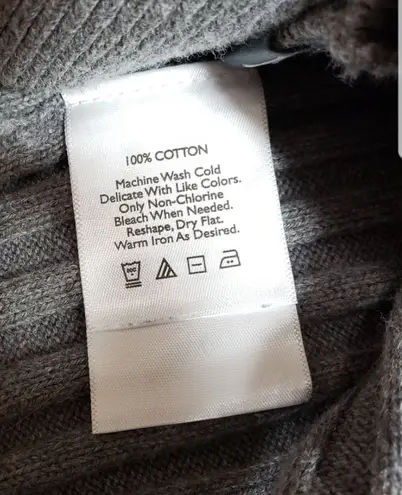 100% COTTON
Machine Wash Cold
Delicate With Like Colors.
Only Non-Chlorine
Bleach When Needed.
Reshape, Dry Flat.
Warm Iron As Desired.